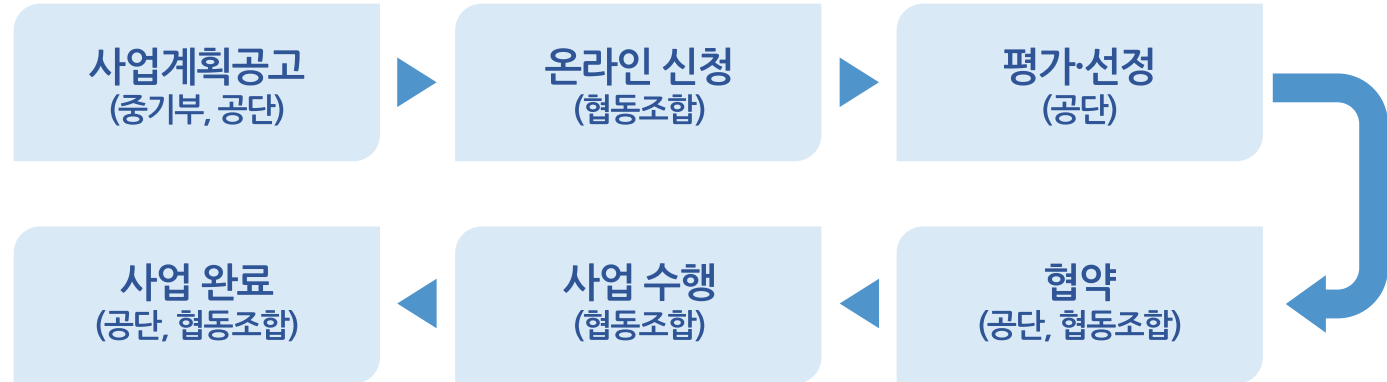 사업계획공고
(중기부, 공단)
온라인 신청
(협동조합)
평가·선정
(공단)
협약
(공단, 협동조합)
사업 수행
(협동조합)
사업 완료
(공단, 협동조합)